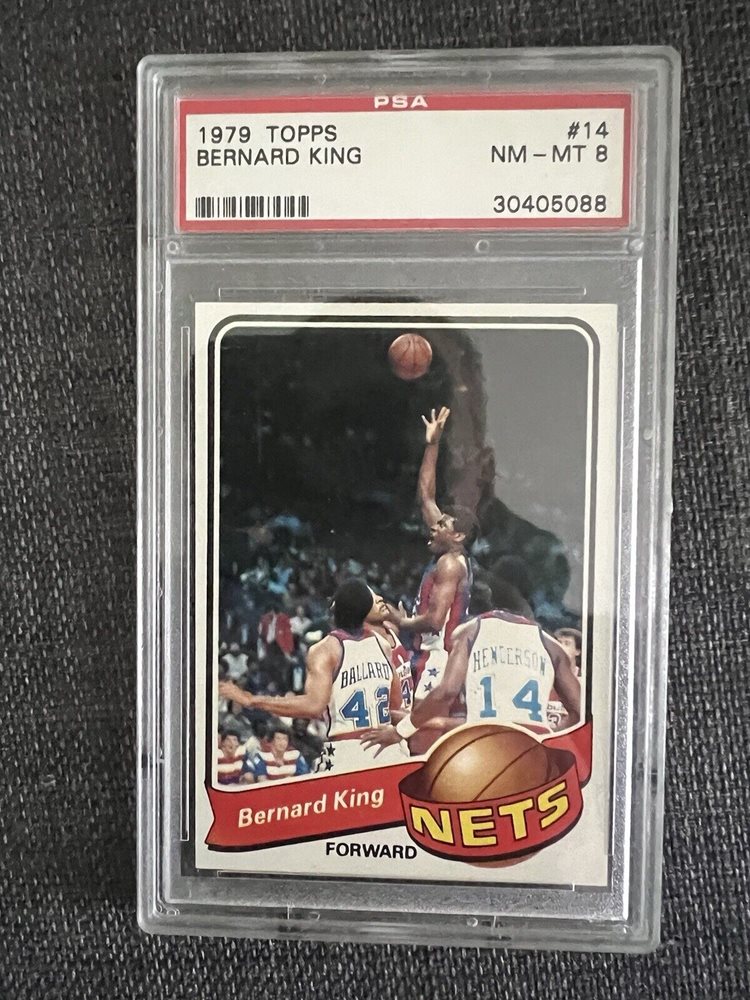 PSA
1979 TOPPS #14
BERNARD KING NM - MT 8
30405088
BALLARD
42
HENDERSON
14
Bernard King
NETS
FORWARD